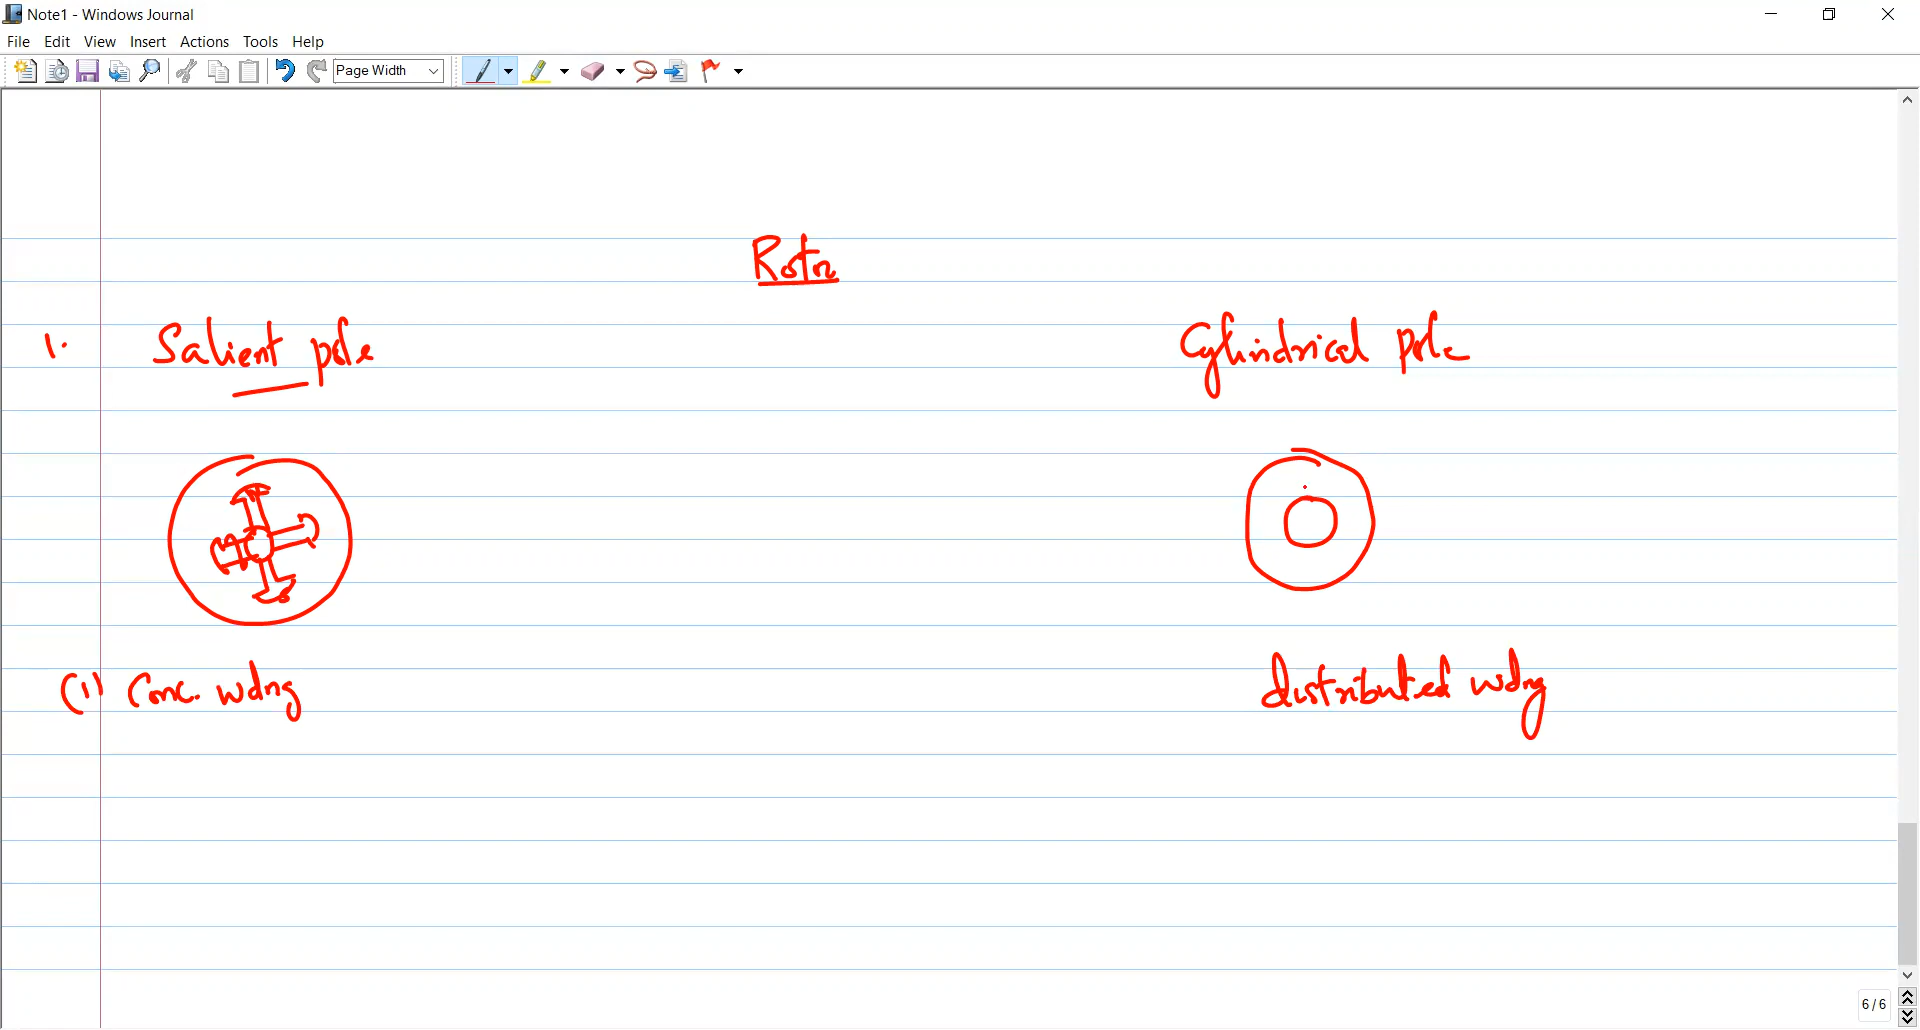 Note1 - Windows Journal
File Edit View Insert Actions Tools Help
Page Width
Rotor
1. Salient pole Cylindrical pole
(1) Conc. wdng distributed wdng
6 / 6